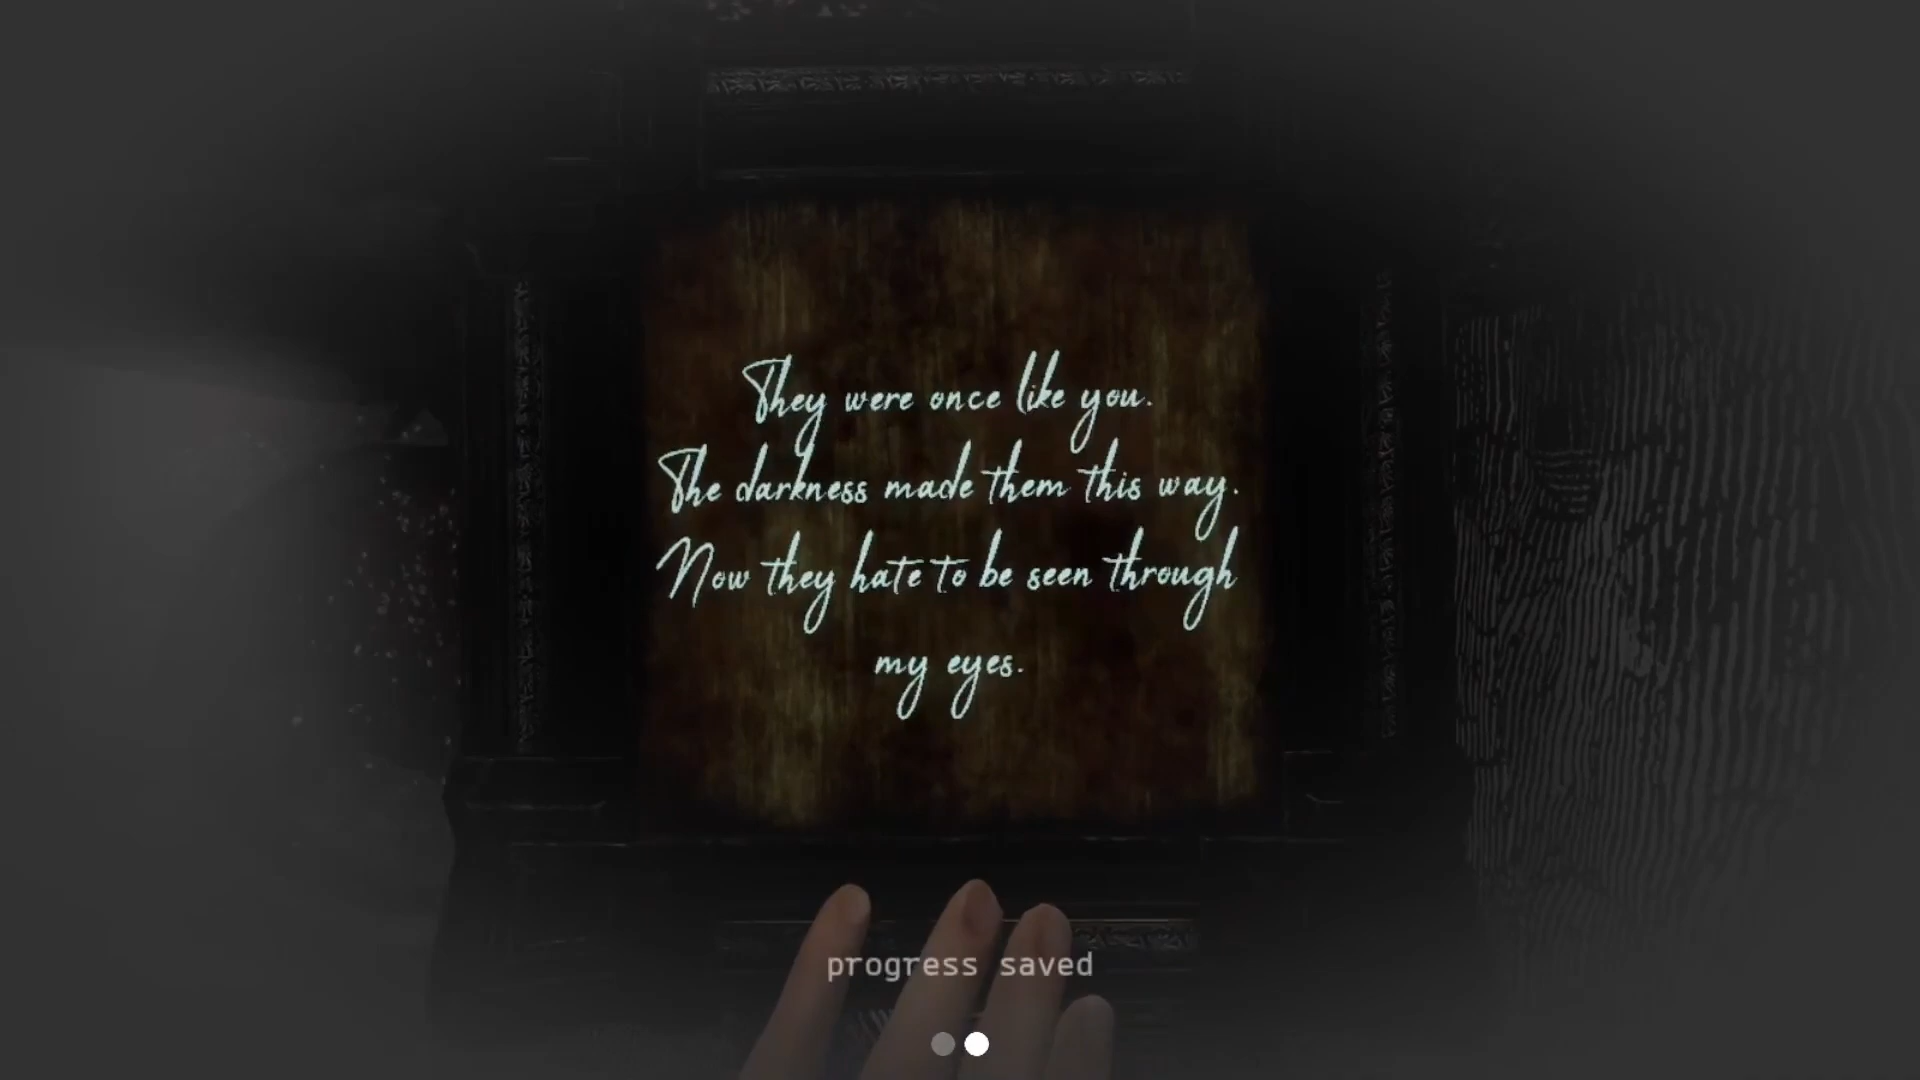 They were once like you.
The darkness made them this way.
Now they hate to be seen through
my eyes.
progress saved